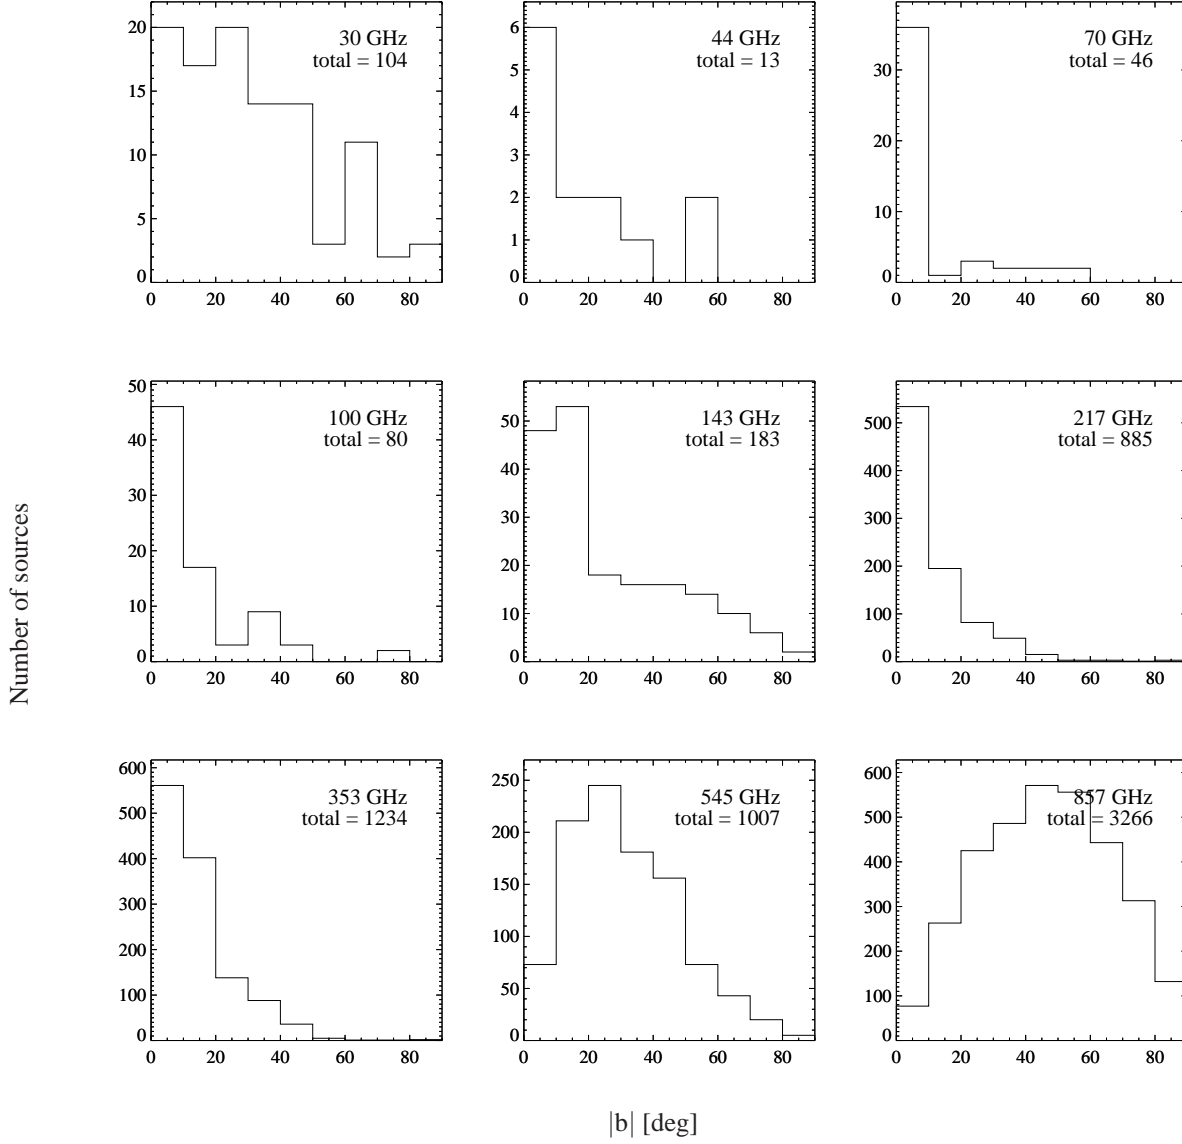 30 GHz
total = 104
20
15
10
5
0
0 20 40 60 80
44 GHz
total = 13
6
5
4
3
2
1
0
0 20 40 60 80
70 GHz
total = 46
30
20
10
0
0 20 40 60 80
100 GHz
total = 80
50
40
30
20
10
0
0 20 40 60 80
143 GHz
total = 183
50
40
30
20
10
0
0 20 40 60 80
217 GHz
total = 885
500
400
300
200
100
0
0 20 40 60 80
353 GHz
total = 1234
600
500
400
300
200
100
0
0 20 40 60 80
545 GHz
total = 1007
250
200
150
100
50
0
0 20 40 60 80
857 GHz
total = 3266
600
500
400
300
200
100
0
0 20 40 60 80
Number of sources
|b| [deg]